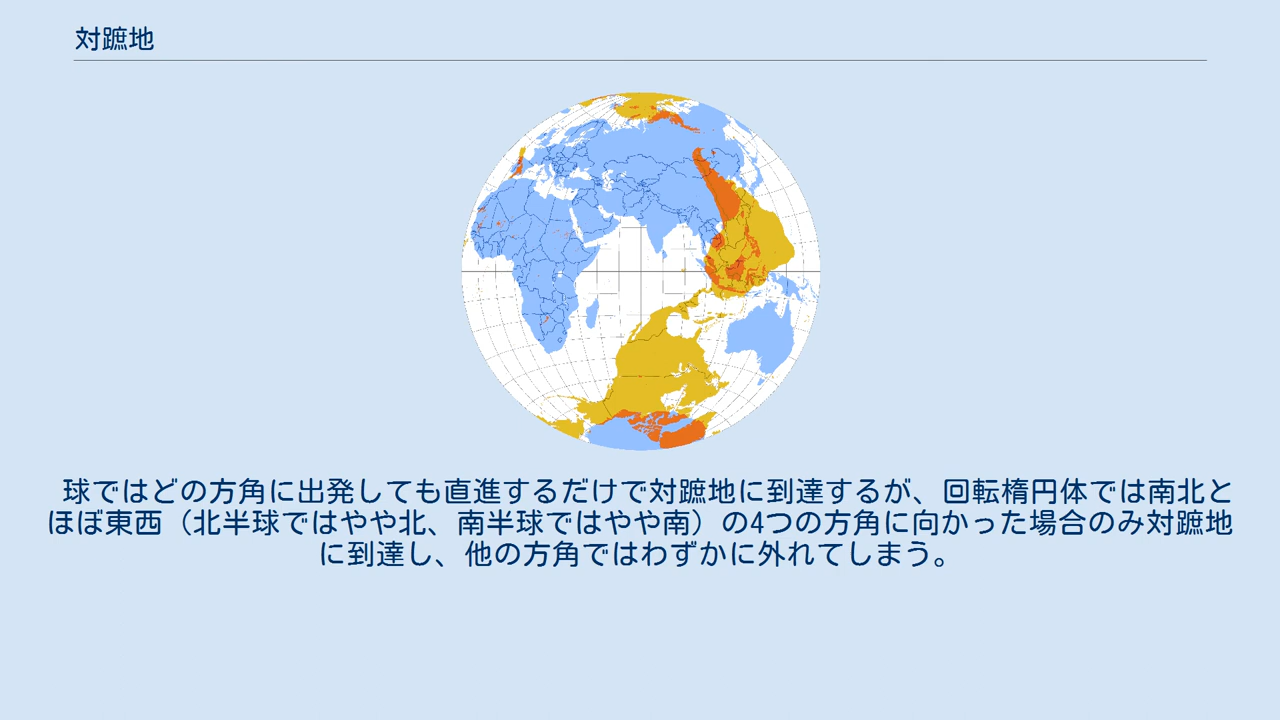 対蹠地
球ではどの方角に出発しても直進するだけで対蹠地に到達するが、回転楕円体では南北と
ほぼ東西（北半球ではやや北、南半球ではやや南）の4つの方角に向かった場合のみ対蹠地
に到達し、他の方角ではわずかに外れてしまう。